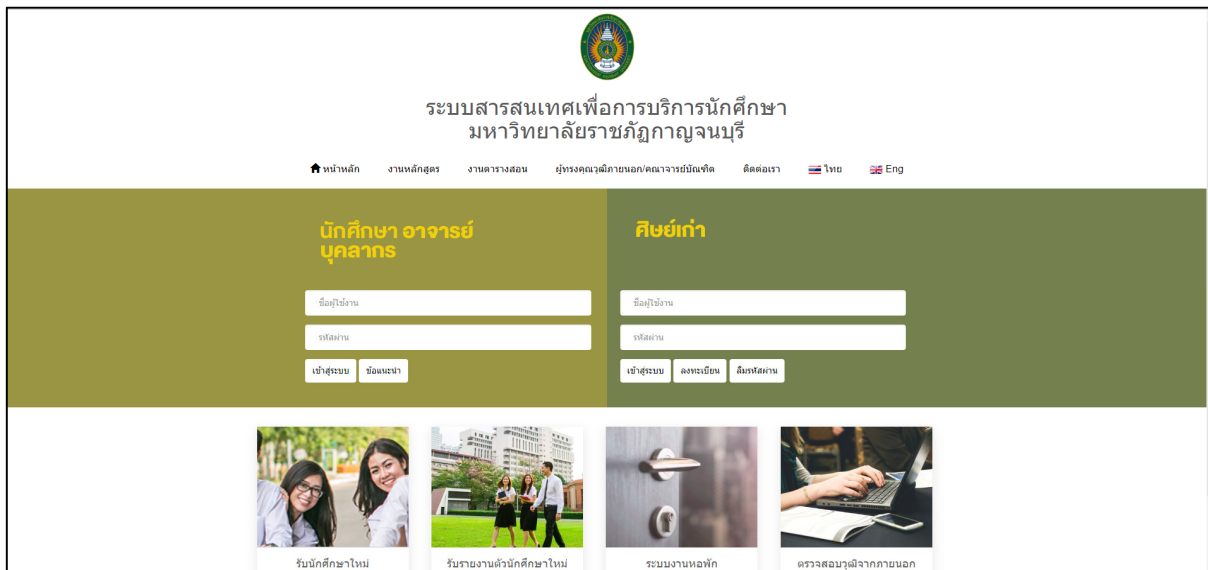 ระบบสารสนเทศเพื่อการบริการนักศึกษา
มหาวิทยาลัยราชภัฏกาญจนบุรี
หน้าหลัก งานหลักสูตร งานตารางสอน ผู้ทรงคุณวุฒิภายนอก/คณาจารย์บัณฑิต ติดต่อเรา ไทย Eng
นักศึกษา อาจารย์
บุคลากร
ชื่อผู้ใช้งาน
รหัสผ่าน
เข้าสู่ระบบ ข้อแนะนำ
ศิษย์เก่า
ชื่อผู้ใช้งาน
รหัสผ่าน
เข้าสู่ระบบ ลงทะเบียน ลืมรหัสผ่าน
รับนักศึกษาใหม่ รับรายงานตัวนักศึกษาใหม่ ระบบงานหอพัก ตรวจสอบวุฒิจากภายนอก